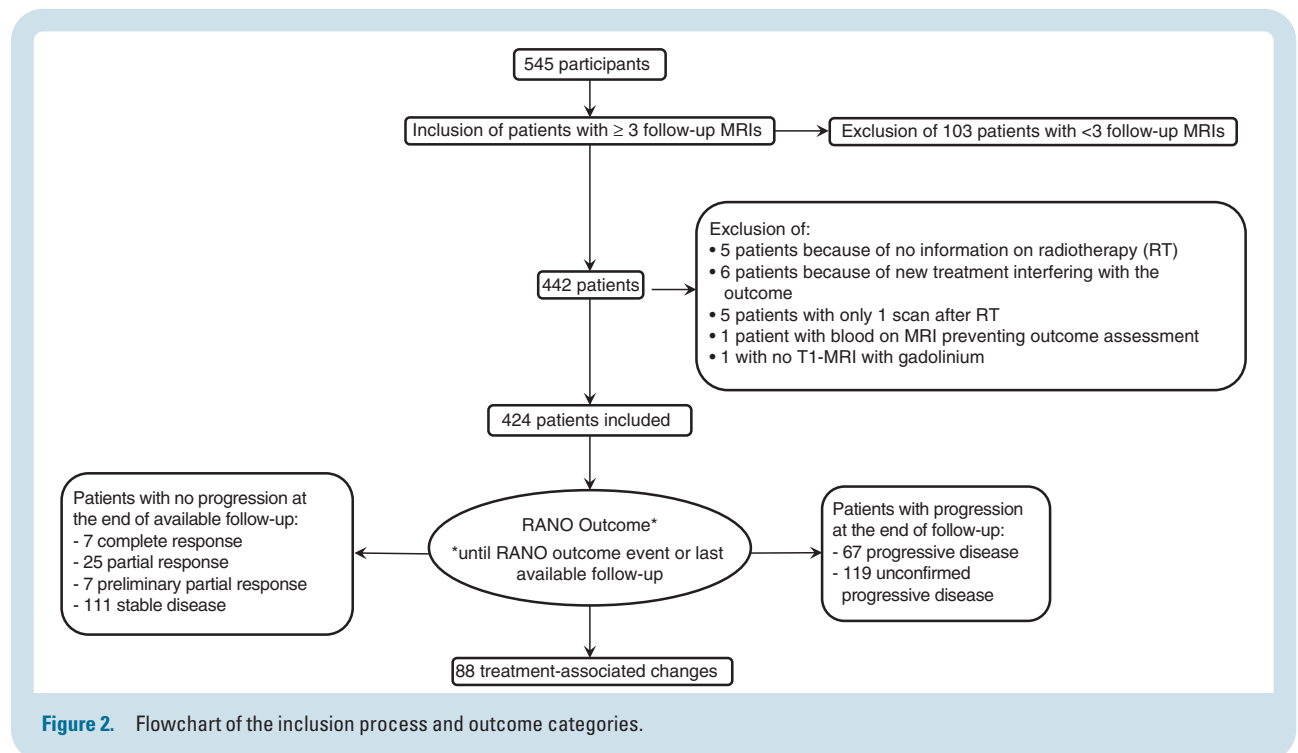 545 participants
Inclusion of patients with ≥ 3 follow-up MRIs
Exclusion of 103 patients with <3 follow-up MRIs
Exclusion of:
• 5 patients because of no information on radiotherapy (RT)
• 6 patients because of new treatment interfering with the
outcome
• 5 patients with only 1 scan after RT
• 1 patient with blood on MRI preventing outcome assessment
• 1 with no T1-MRI with gadolinium
442 patients
424 patients included
Patients with no progression at
the end of available follow-up:
- 7 complete response
- 25 partial response
- 7 preliminary partial response
- 111 stable disease
RANO Outcome*
*until RANO outcome event or last
available follow-up
Patients with progression
at the end of follow-up:
- 67 progressive disease
- 119 unconfirmed
progressive disease
88 treatment-associated changes
Figure 2. Flowchart of the inclusion process and outcome categories.